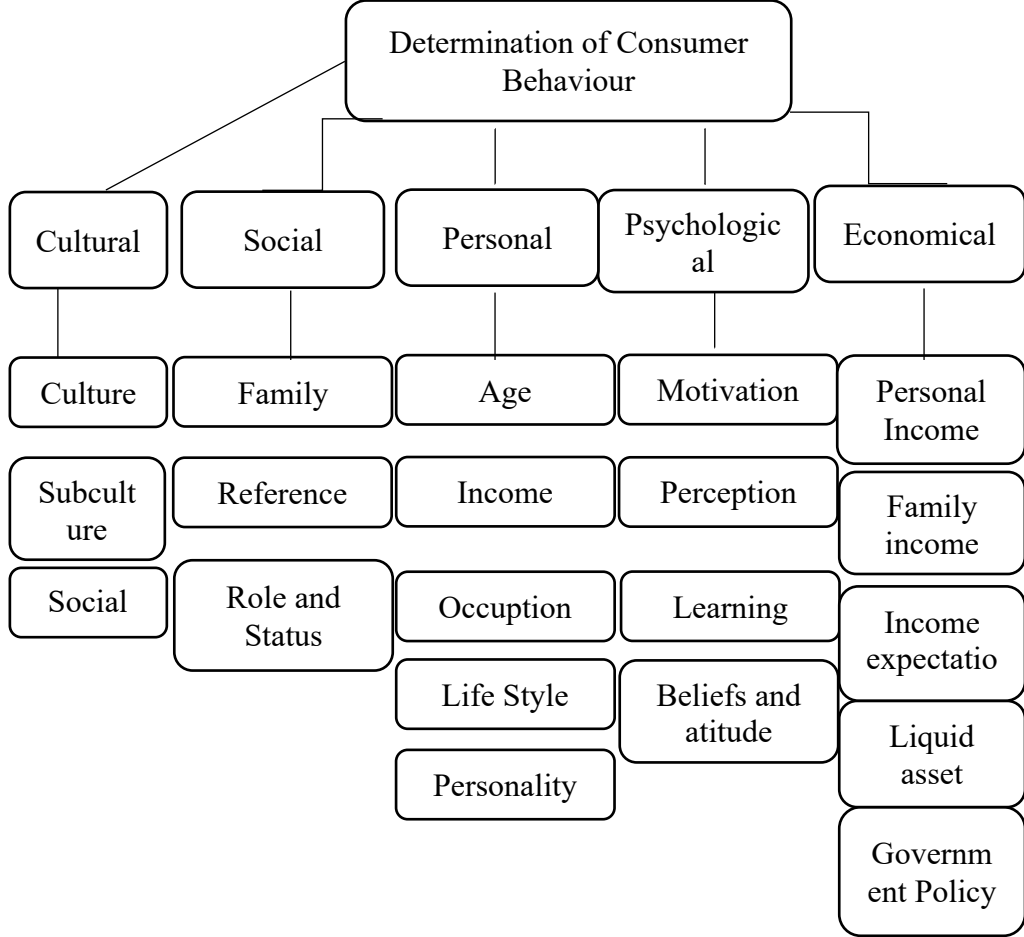 Determination of Consumer
Behaviour
Cultural
Social
Personal
Psychologic
al
Economical
Culture
Family
Age
Motivation
Personal
Income
Subcult
ure
Reference
Income
Perception
Family
income
Social
Role and
Status
Occuption
Learning
Income
expectatio
Life Style
Beliefs and
atitude
Liquid
asset
Personality
Governm
ent Policy